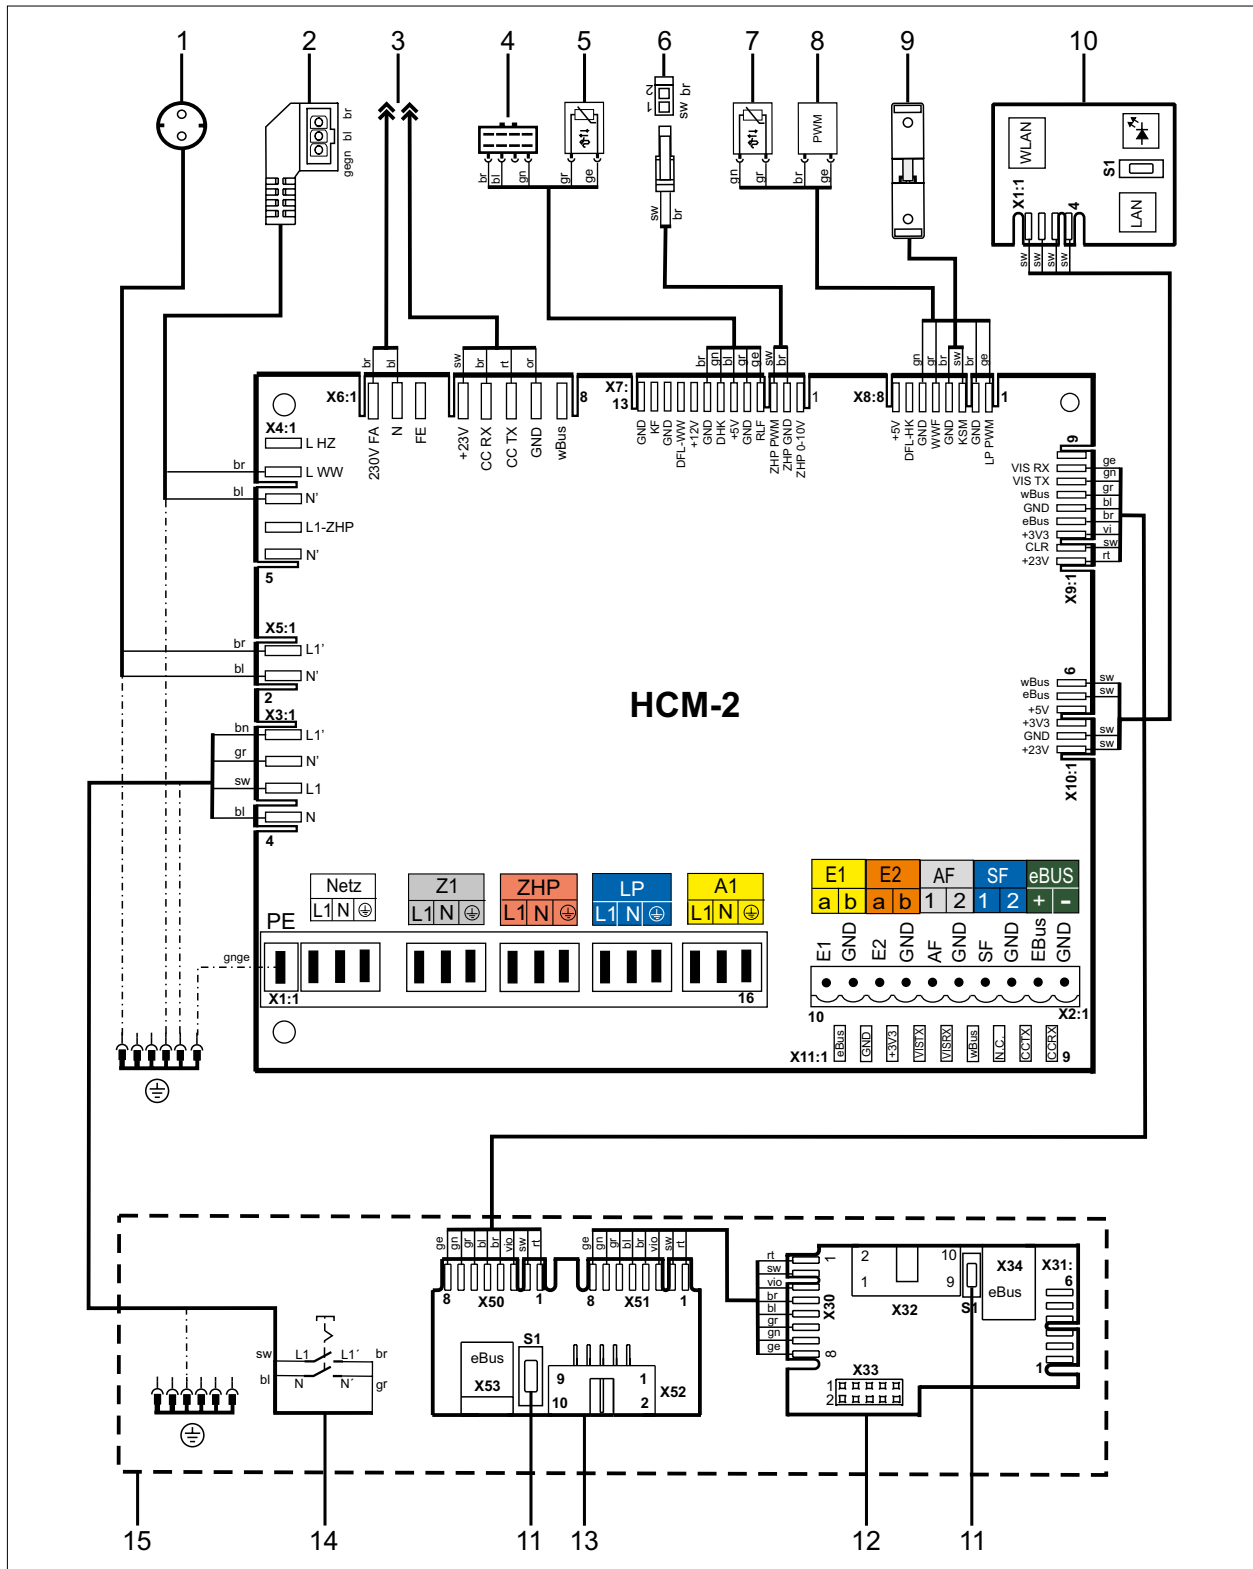 1 2 3 4 5 6 7 8 9 10
br
bl
gegn
2 br
1 sw
PWM
WLAN
S1
LAN
X1:1
4
br bl gn gr ge
sw br
gn gr br ge
sw sw sw sw
br bl
sw br rt or
br gn bl gr ge sw br
gn gr br sw br ge
X6:1
8
X7:
13
1
X8:8
1
230V FA
N
FE
+23V
CC RX
CC TX
GND
wBus
GND
KF
GND
DFL-WW
+12V
GND
DHK
+5V
GND
RLF
ZHP PWM
ZHP GND
ZHP 0-10V
+5V
DFL-HK
GND
WWF
GND
KSM
GND
LP PWM
X4:1
L HZ
br L WW
bl N'
L1-ZHP
N'
5
9
VIS RX ge
VIS TX gn
wBus gr
GND bl
eBus br
+3V3 vi
CLR sw
+23V rt
X9:1
X5:1
br L1'
bl N'
2
X3:1
bn L1'
gr N'
sw L1
bl N
4
HCM-2
6
wBus sw
eBus sw
+5V
+3V3
GND sw
+23V sw
X10:1
Netz
L1 N
Z1
L1 N
ZHP
L1 N
LP
L1 N
A1
L1 N
E1 E2 AF SF eBUS
a b a b 1 2 1 2 + -
E1 GND E2 GND AF GND SF GND EBus GND
PE
gnge
X1:1
16
10
X2:1
X11:1
eBus GND +3V3 VISTX VISRX wBus N.C. CCTX CCRX
9
ge gn gr bl br vio sw rt
8 X50 1
ge gn gr bl br vio sw rt
8 X51 1
eBus
X53
S1
9 1
10 2
X52
rt
sw
vio
br
bl
gr
gn
ge
1
X30
8
2 10
1 9
X32
S1
X34
eBus
X31:
6
1
X33
1
2
sw L1 L1´ br
bl N N´ gr
15 14 11 13 12 11